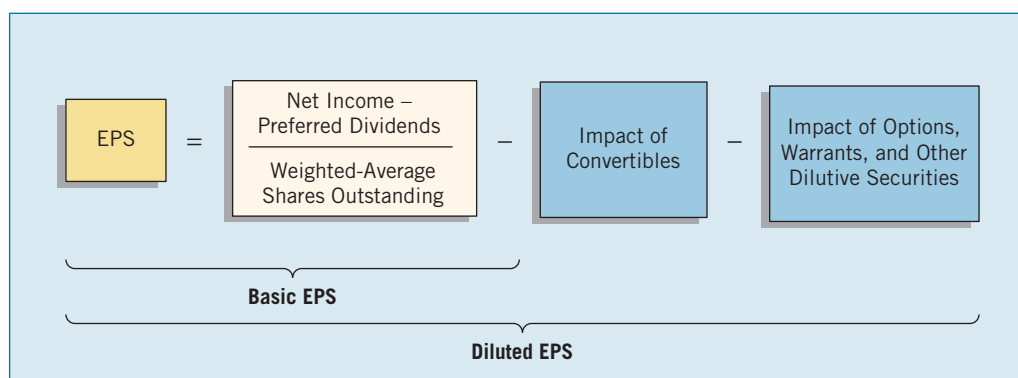 EPS
=
Net Income –
Preferred Dividends
Weighted-Average
Shares Outstanding
–
Impact of
Convertibles
–
Impact of Options,
Warrants, and Other
Dilutive Securities
Basic EPS
Diluted EPS